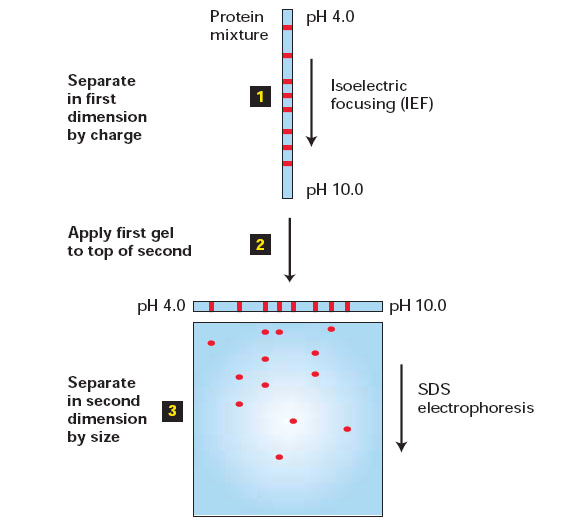 Protein
mixture
pH 4.0
Separate
in first
dimension
by charge
1
Isoelectric
focusing (IEF)
pH 10.0
Apply first gel
to top of second
2
pH 4.0
pH 10.0
Separate
in second
dimension
by size
3
SDS
electrophoresis